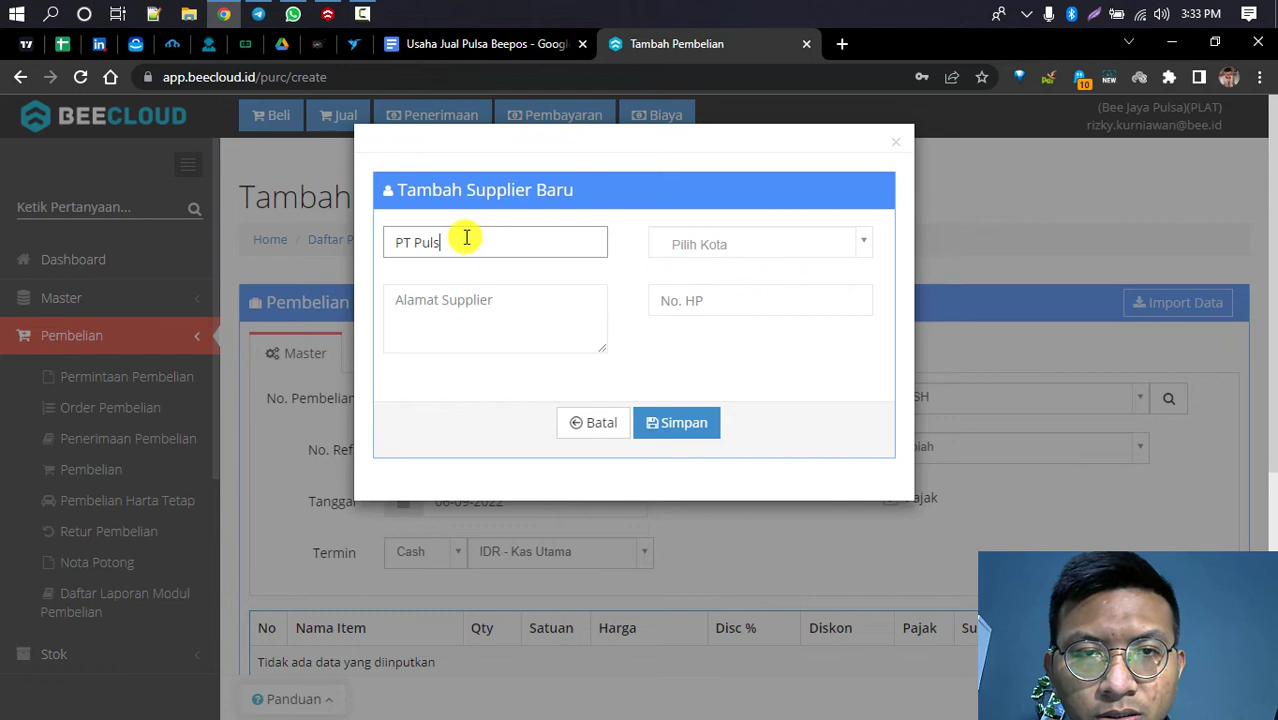 3:33 PM
Usaha Jual Pulsa Beepos - Google
Tambah Pembelian
app.beecloud.id/purc/create
10
NEW
BEECLOUD
Beli
Jual
Penerimaan
Pembayaran
Biaya
(Bee Jaya Pulsa)(PLAT)
rizky.kurniawan@bee.id
Ketik Pertanyaan...
Dashboard
Master
Pembelian
Permintaan Pembelian
Order Pembelian
Penerimaan Pembelian
Pembelian
Pembelian Harta Tetap
Retur Pembelian
Nota Potong
Daftar Laporan Modul
Pembelian
Stok
Tambah
Home
Daftar P
Pembelian
Import Data
Master
No. Pembelian
SH
No. Ref
piah
Tanggal
06-09-2022
Pajak
Termin
Cash
IDR - Kas Utama
Tambah Supplier Baru
PT Puls
Pilih Kota
Alamat Supplier
No. HP
Batal
Simpan
No
Nama Item
Qty
Satuan
Harga
Disc %
Diskon
Pajak
Su
Tidak ada data yang diinputkan
Panduan